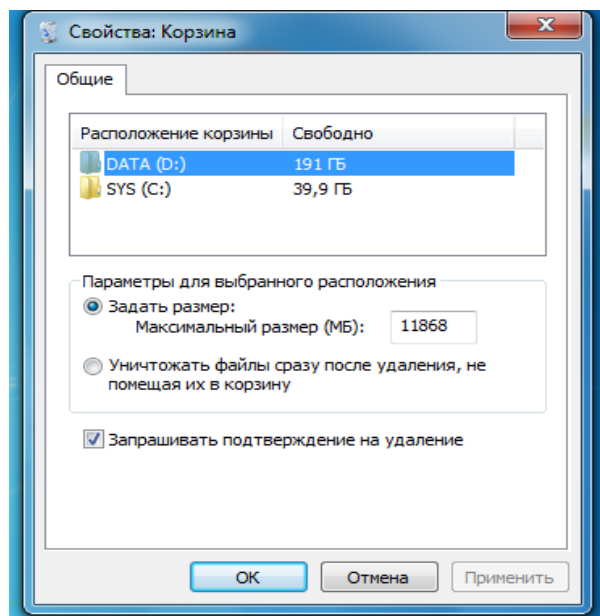 Свойства: Корзина
Общие
Расположение корзины Свободно
DATA (D:) 191 ГБ
SYS (C:) 39,9 ГБ
Параметры для выбранного расположения
Задать размер:
Максимальный размер (МБ): 11868
Уничтожать файлы сразу после удаления, не
помещая их в корзину
Запрашивать подтверждение на удаление
ОК Отмена Применить